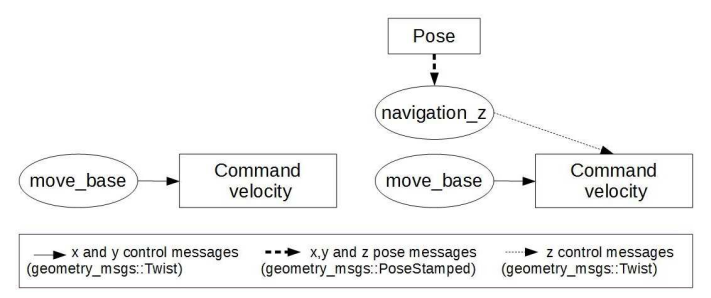 Pose
navigation_z
move_base
Command
velocity
move_base
Command
velocity
x and y control messages
(geometry_msgs::Twist)
x,y and z pose messages
(geometry_msgs::PoseStamped)
z control messages
(geometry_msgs::Twist)